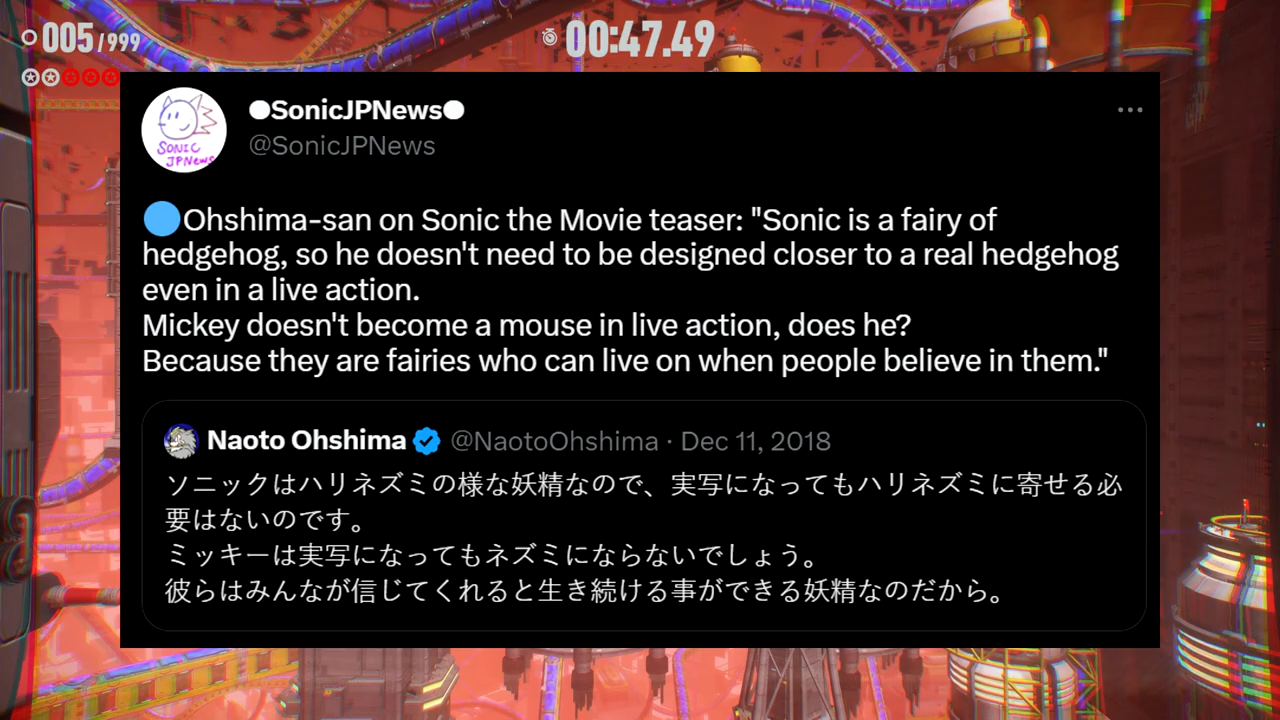 005/999
00:47.49
●SonicJPNews●
@SonicJPNews
SONIC
JPNews
🔵Ohshima-san on Sonic the Movie teaser: "Sonic is a fairy of
hedgehog, so he doesn't need to be designed closer to a real hedgehog
even in a live action.
Mickey doesn't become a mouse in live action, does he?
Because they are fairies who can live on when people believe in them."
Naoto Ohshima @NaotoOhshima · Dec 11, 2018
ソニックはハリネズミの様な妖精なので、実写になってもハリネズミに寄せる必
要はないのです。
ミッキーは実写になってもネズミにならないでしょう。
彼らはみんなが信じてくれると生き続ける事ができる妖精なのだから。